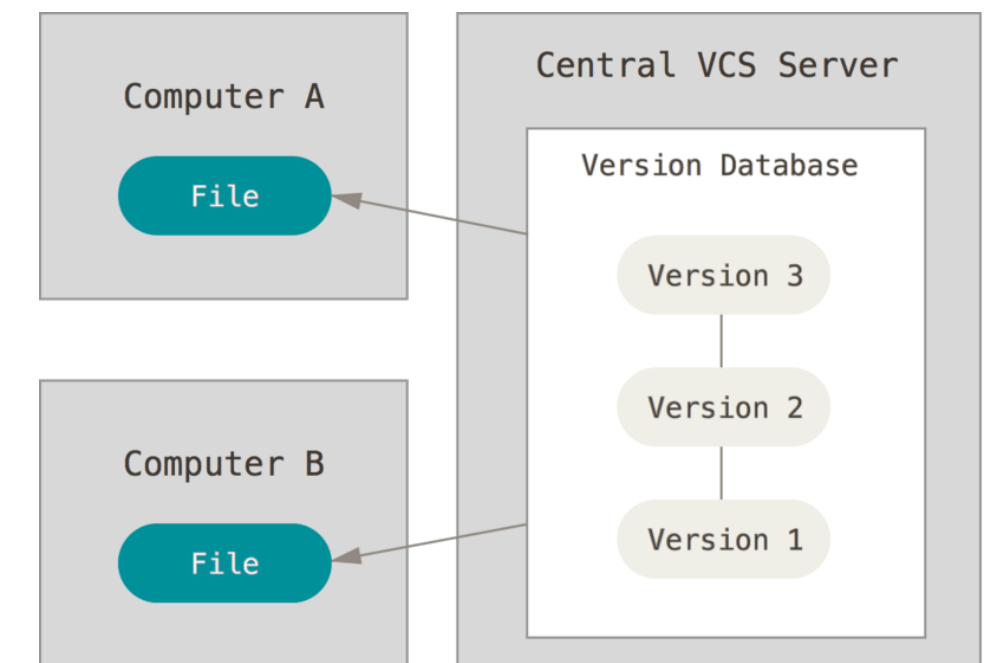 Computer A
File
Computer B
File
Central VCS Server
Version Database
Version 3
Version 2
Version 1